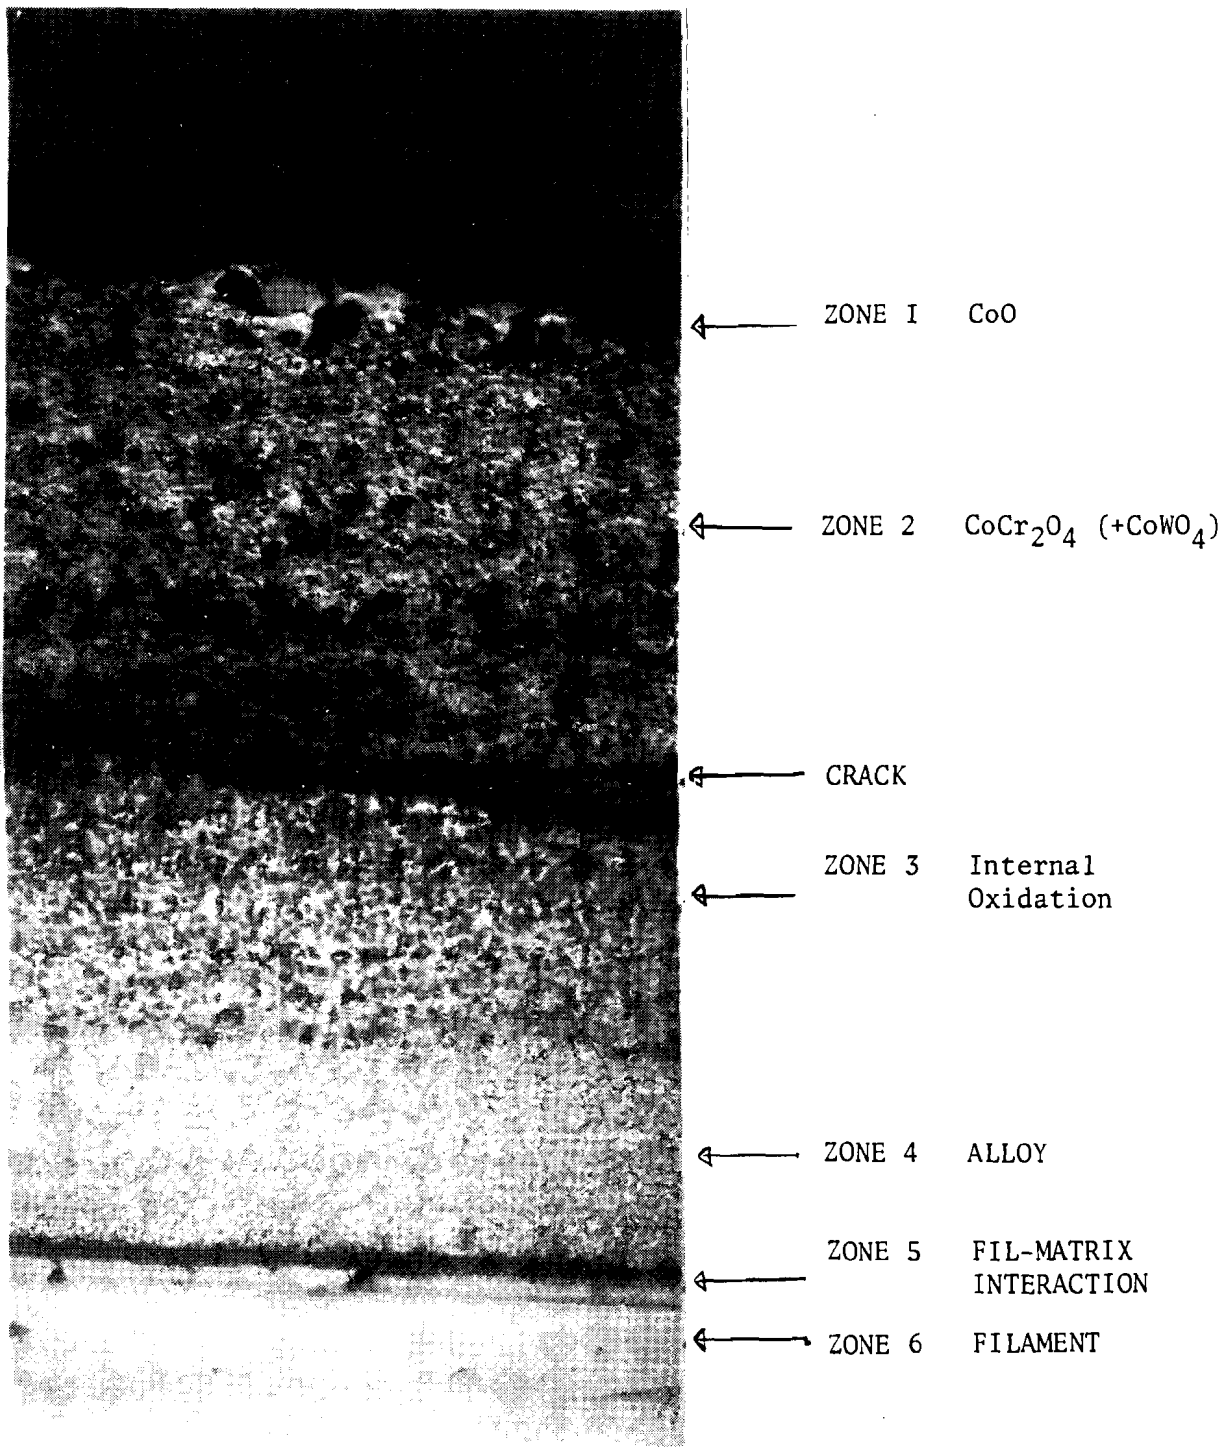 ZONE 1 CoO
ZONE 2 CoCr2O4 (+CoWO4)
CRACK
ZONE 3 Internal
Oxidation
ZONE 4 ALLOY
ZONE 5 FIL-MATRIX
INTERACTION
ZONE 6 FILAMENT